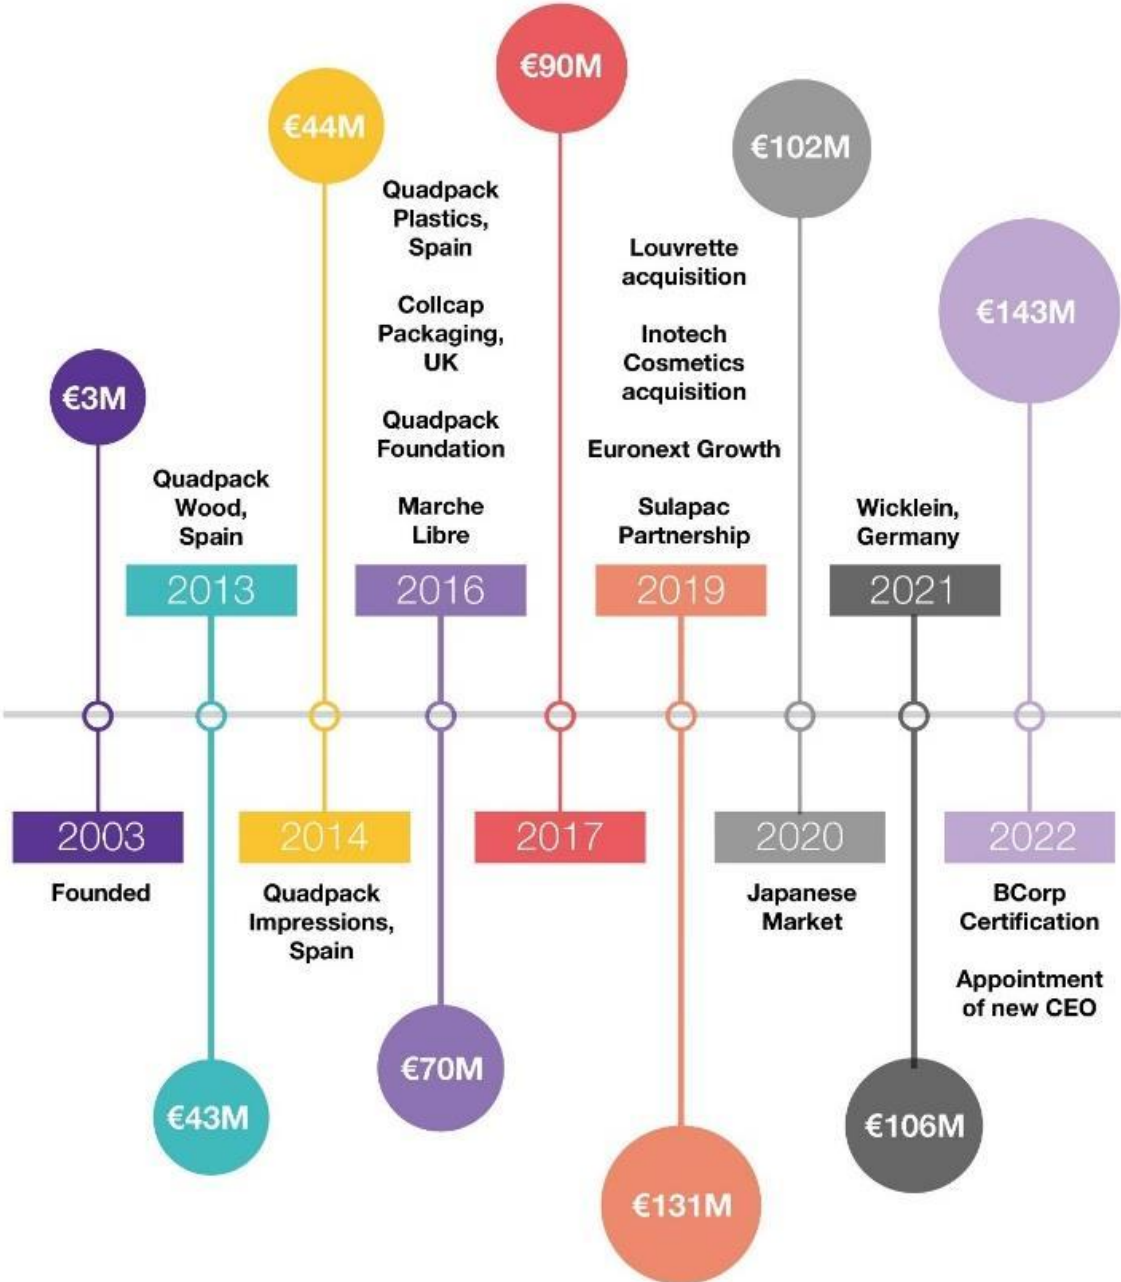 €3M
2003
Founded
Quadpack
Wood,
Spain
2013
€43M
€44M
2014
Quadpack
Impressions,
Spain
Quadpack
Plastics,
Spain
Collcap
Packaging,
UK
Quadpack
Foundation
Marche
Libre
2016
€70M
€90M
2017
Louvrette
acquisition
Inotech
Cosmetics
acquisition
Euronext Growth
Sulapac
Partnership
2019
€131M
€102M
2020
Japanese
Market
Wicklein,
Germany
2021
€106M
€143M
2022
BCorp
Certification
Appointment
of new CEO